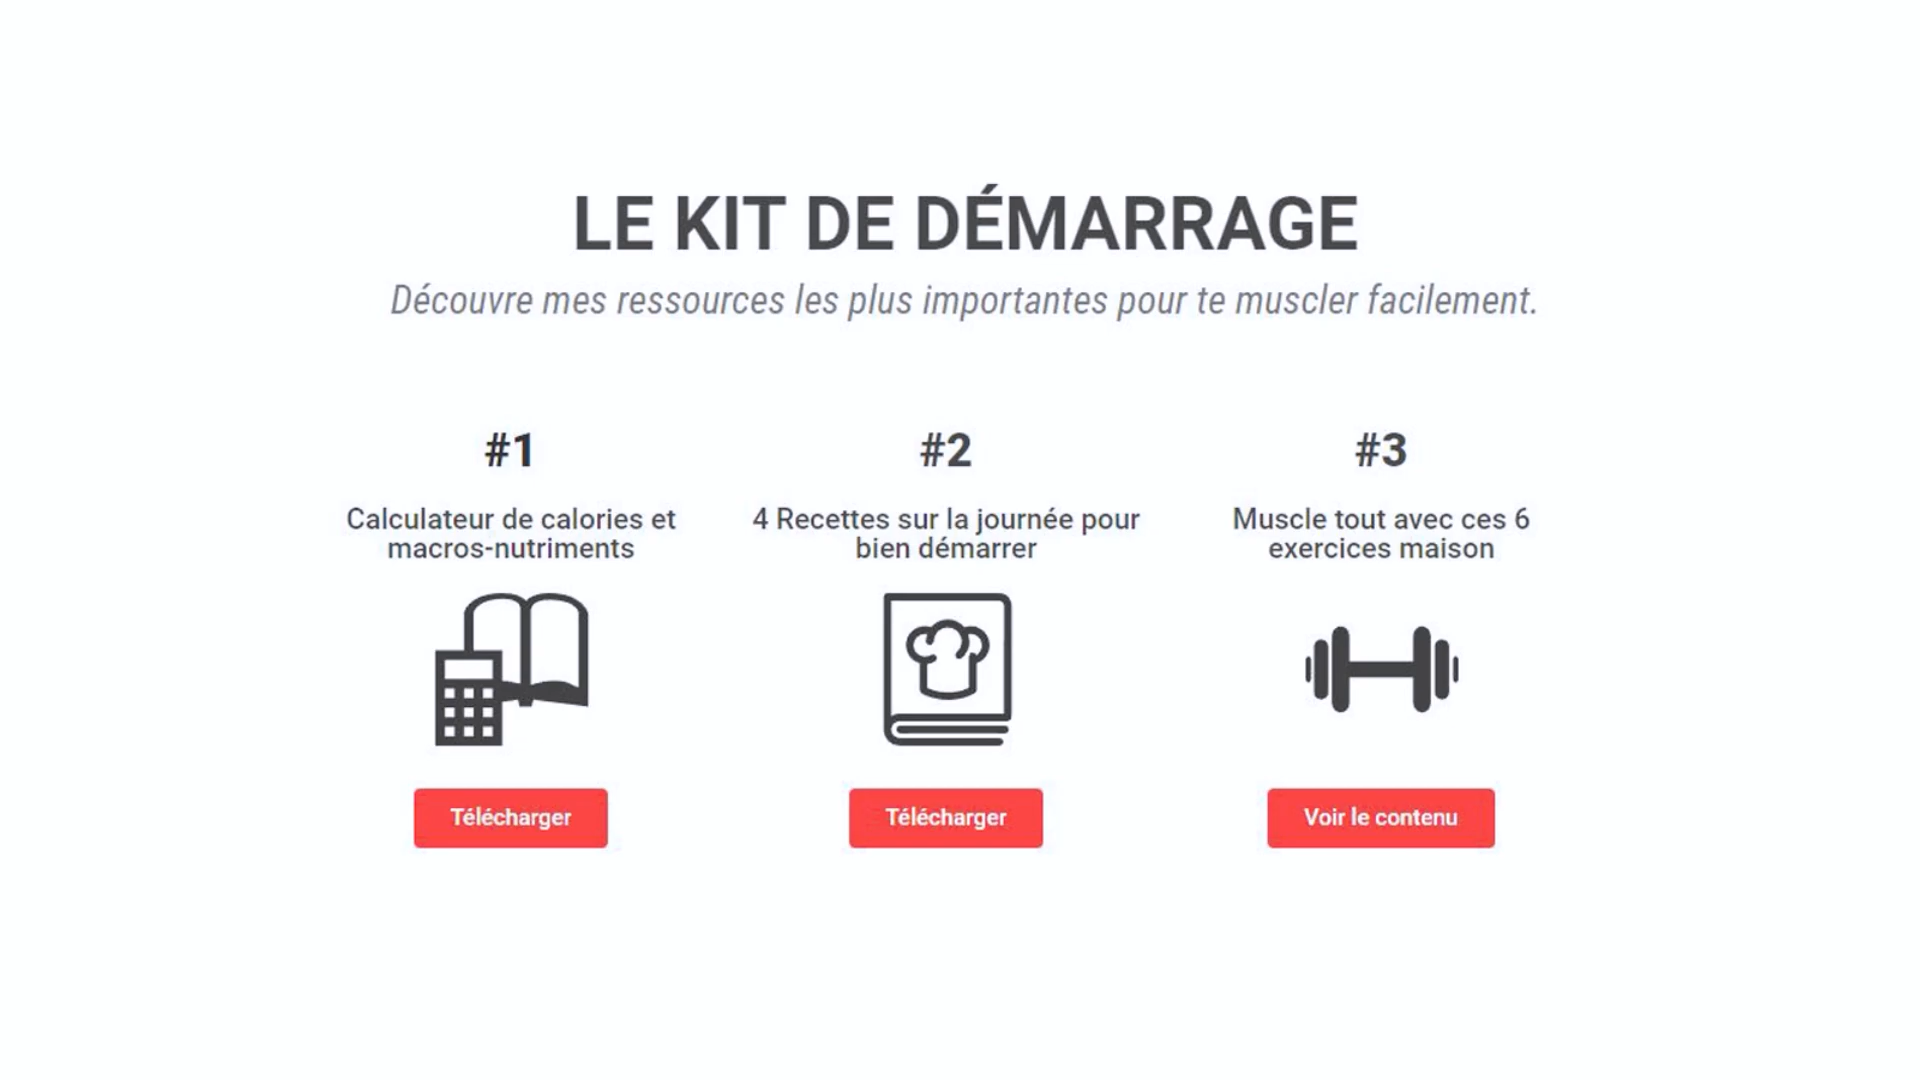 LE KIT DE DÉMARRAGE
Découvre mes ressources les plus importantes pour te muscler facilement.
#1
Calculateur de calories et
macros-nutriments
Télécharger
#2
4 Recettes sur la journée pour
bien démarrer
Télécharger
#3
Muscle tout avec ces 6
exercices maison
Voir le contenu